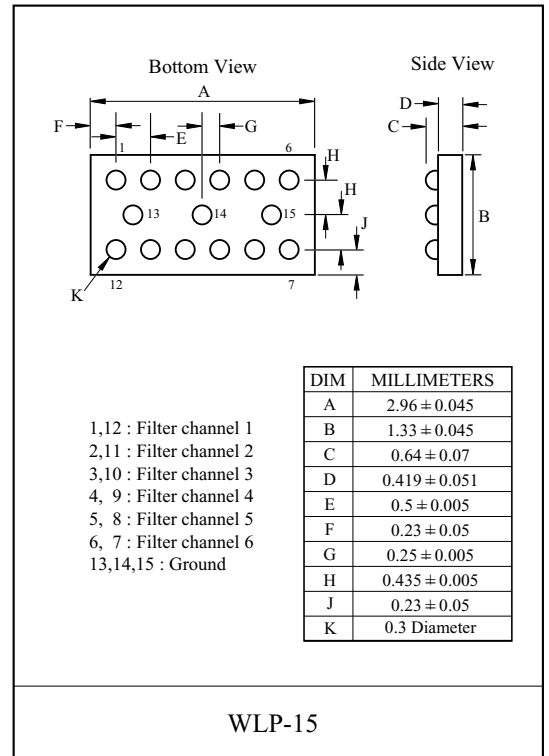 Bottom View
Side View
A
D
F
E
G
C
1
6
H
H
13
14
15
J
B
K
12
7
DIM MILLIMETERS
A 2.96 ± 0.045
B 1.33 ± 0.045
C 0.64 ± 0.07
D 0.419 ± 0.051
E 0.5 ± 0.005
F 0.23 ± 0.05
G 0.25 ± 0.005
H 0.435 ± 0.005
J 0.23 ± 0.05
K 0.3 Diameter
1,12 : Filter channel 1
2,11 : Filter channel 2
3,10 : Filter channel 3
4, 9 : Filter channel 4
5, 8 : Filter channel 5
6, 7 : Filter channel 6
13,14,15 : Ground
WLP-15